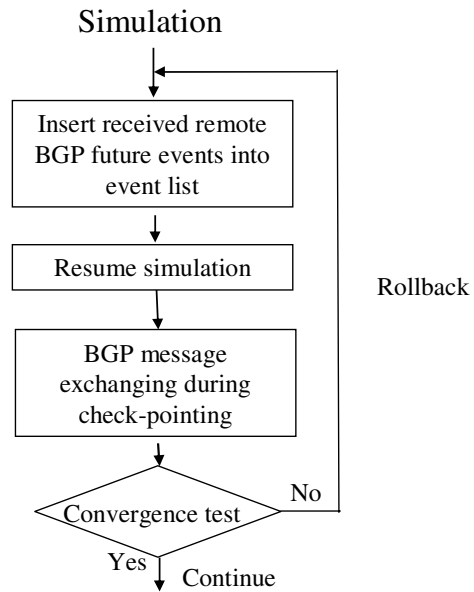 Simulation
Insert received remote
BGP future events into
event list
Resume simulation
Rollback
BGP message
exchanging during
check-pointing
No
Convergence test
Yes
Continue